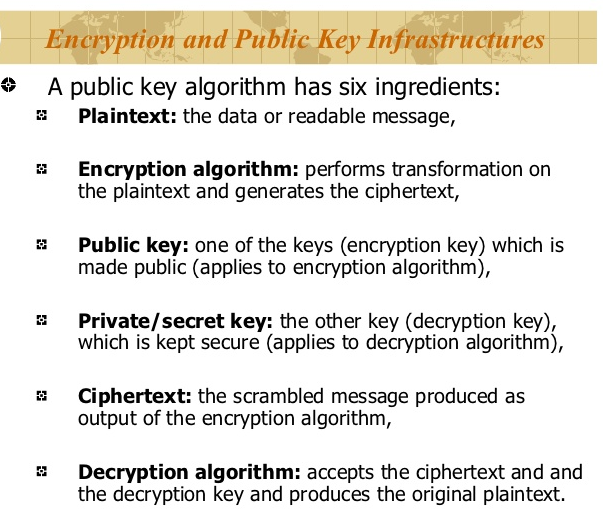 Encryption and Public Key Infrastructures
A public key algorithm has six ingredients:
Plaintext: the data or readable message,
Encryption algorithm: performs transformation on
the plaintext and generates the ciphertext,
Public key: one of the keys (encryption key) which is
made public (applies to encryption algorithm),
Private/secret key: the other key (decryption key),
which is kept secure (applies to decryption algorithm),
Ciphertext: the scrambled message produced as
output of the encryption algorithm,
Decryption algorithm: accepts the ciphertext and and
the decryption key and produces the original plaintext.